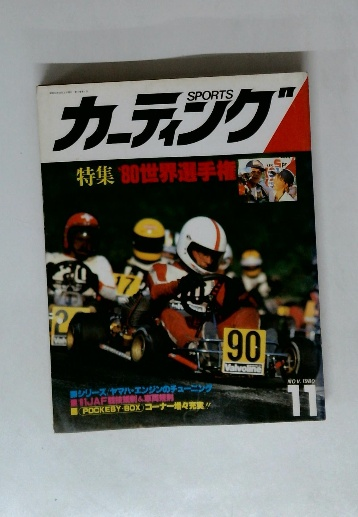 SPORTS
カーティング
特集 '80世界選手権
90
Valvoline
新シリーズ/ヤマハ・エンジンのチューニング
'81JAF競技規則&車両規則
(POCKEBY-BOX)コーナー増々充実!!
NOV. 1980
11